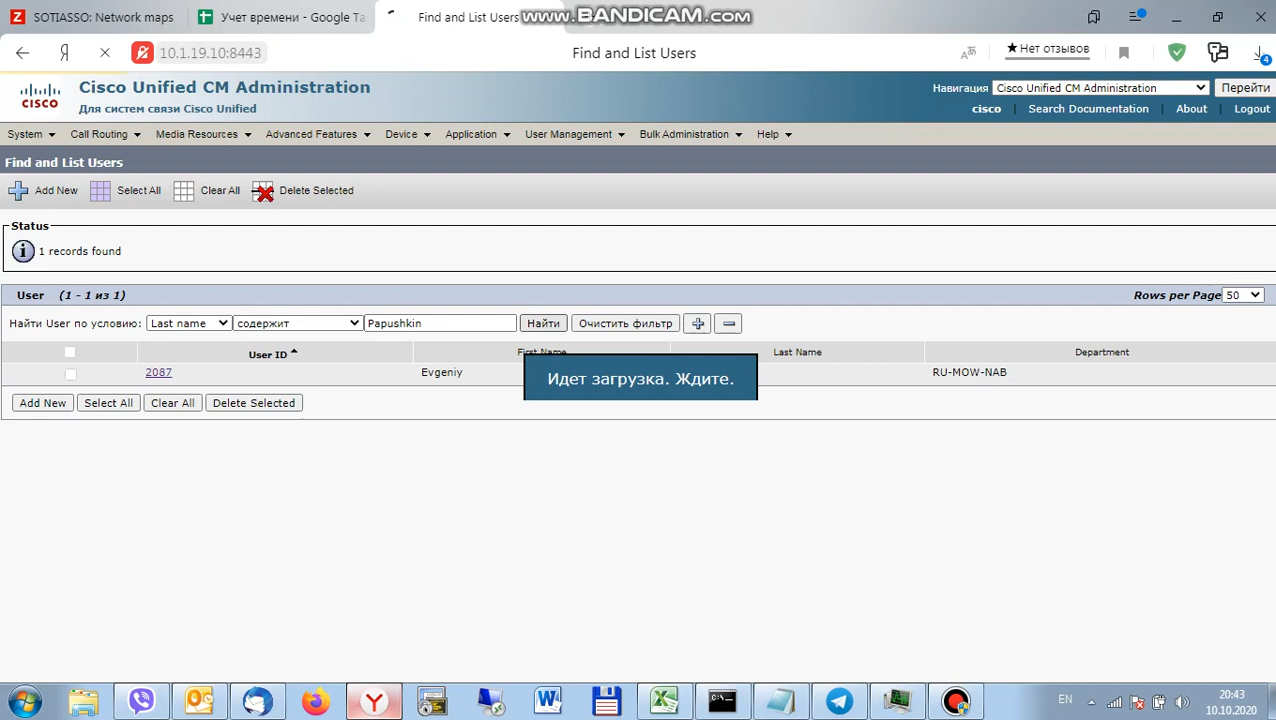 SOTIASSO: Network maps
Учет времени - Google Та
Find and List Users
www.BANDICAM.com
10.1.19.10:8443
Find and List Users
Нет отзывов
4
Cisco Unified CM Administration
Для систем связи Cisco Unified
CISCO
Навигация Cisco Unified CM Administration Перейти
cisco Search Documentation About Logout
System Call Routing Media Resources Advanced Features Device Application User Management Bulk Administration Help
Find and List Users
Add New Select All Clear All Delete Selected
Status
1 records found
User (1 - 1 из 1) Rows per Page 50
Найти User по условию: Last name содержит Papushkin Найти Очистить фильтр
User ID First Name Last Name Department
2087 Evgeniy RU-MOW-NAB
Идет загрузка. Ждите.
Add New Select All Clear All Delete Selected
EN
20:43
10.10.2020